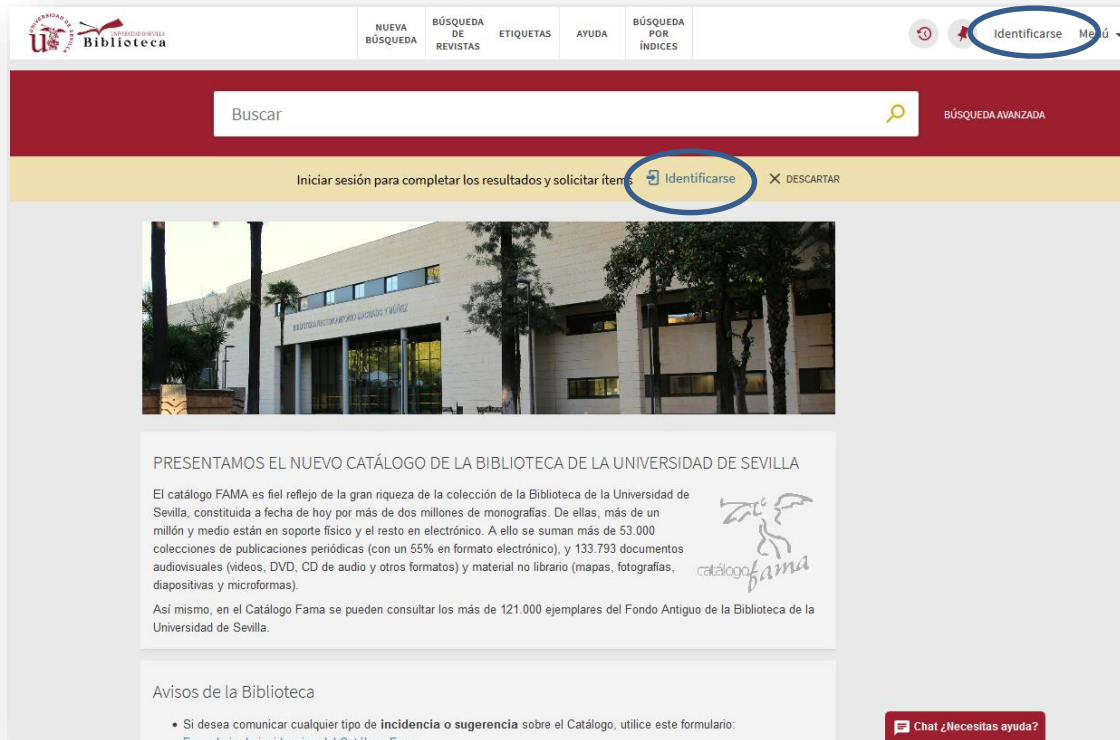 UNIVERSIDAD D SEVILLA
Biblioteca
NUEVA
BÚSQUEDA
BÚSQUEDA
DE
REVISTAS
ETIQUETAS
AYUDA
BÚSQUEDA
POR
ÍNDICES
Identificarse
Menú
Buscar
BÚSQUEDA AVANZADA
Iniciar sesión para completar los resultados y solicitar ítems
Identificarse
DESCARTAR
BIBLIOTECA RECTOR ANTONIO MACHADO Y NÚÑEZ
PRESENTAMOS EL NUEVO CATÁLOGO DE LA BIBLIOTECA DE LA UNIVERSIDAD DE SEVILLA
El catálogo FAMA es fiel reflejo de la gran riqueza de la colección de la Biblioteca de la Universidad de
Sevilla, constituida a fecha de hoy por más de dos millones de monografías. De ellas, más de un
millón y medio están en soporte físico y el resto en electrónico. A ello se suman más de 53.000
colecciones de publicaciones periódicas (con un 55% en formato electrónico), y 133.793 documentos
audiovisuales (videos, DVD, CD de audio y otros formatos) y material no librario (mapas, fotografías,
diapositivas y microformas).
catálogo fama
Así mismo, en el Catálogo Fama se pueden consultar los más de 121.000 ejemplares del Fondo Antiguo de la Biblioteca de la
Universidad de Sevilla.
Avisos de la Biblioteca
• Si desea comunicar cualquier tipo de incidencia o sugerencia sobre el Catálogo, utilice este formulario:
Chat ¿Necesitas ayuda?